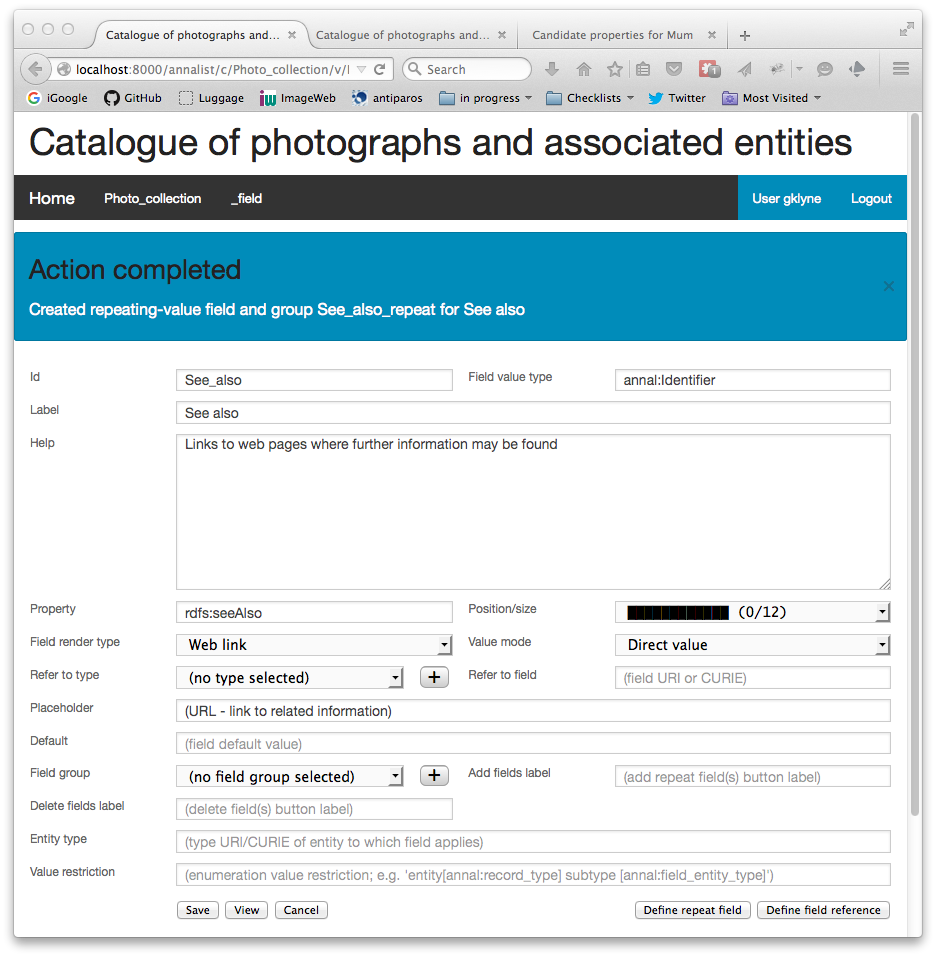 Catalogue of photographs and... × Catalogue of photographs and... × Candidate properties for Mum × +
localhost:8000/annalist/c/Photo_collection/v/l Search
iGoogle GitHub Luggage ImageWeb antiparos in progress Checklists Twitter Most Visited
Catalogue of photographs and associated entities
Home Photo_collection _field User gklyne Logout
Action completed
×
Created repeating-value field and group See_also_repeat for See also
Id See_also Field value type annal:Identifier
Label See also
Help Links to web pages where further information may be found
Property rdfs:seeAlso Position/size (0/12)
Field render type Web link Value mode Direct value
Refer to type (no type selected) + Refer to field (field URI or CURIE)
Placeholder (URL - link to related information)
Default (field default value)
Field group (no field group selected) + Add fields label (add repeat field(s) button label)
Delete fields label (delete field(s) button label)
Entity type (type URI/CURIE of entity to which field applies)
Value restriction (enumeration value restriction; e.g. 'entity[annal:record_type] subtype [annal:field_entity_type]')
Save View Cancel Define repeat field Define field reference